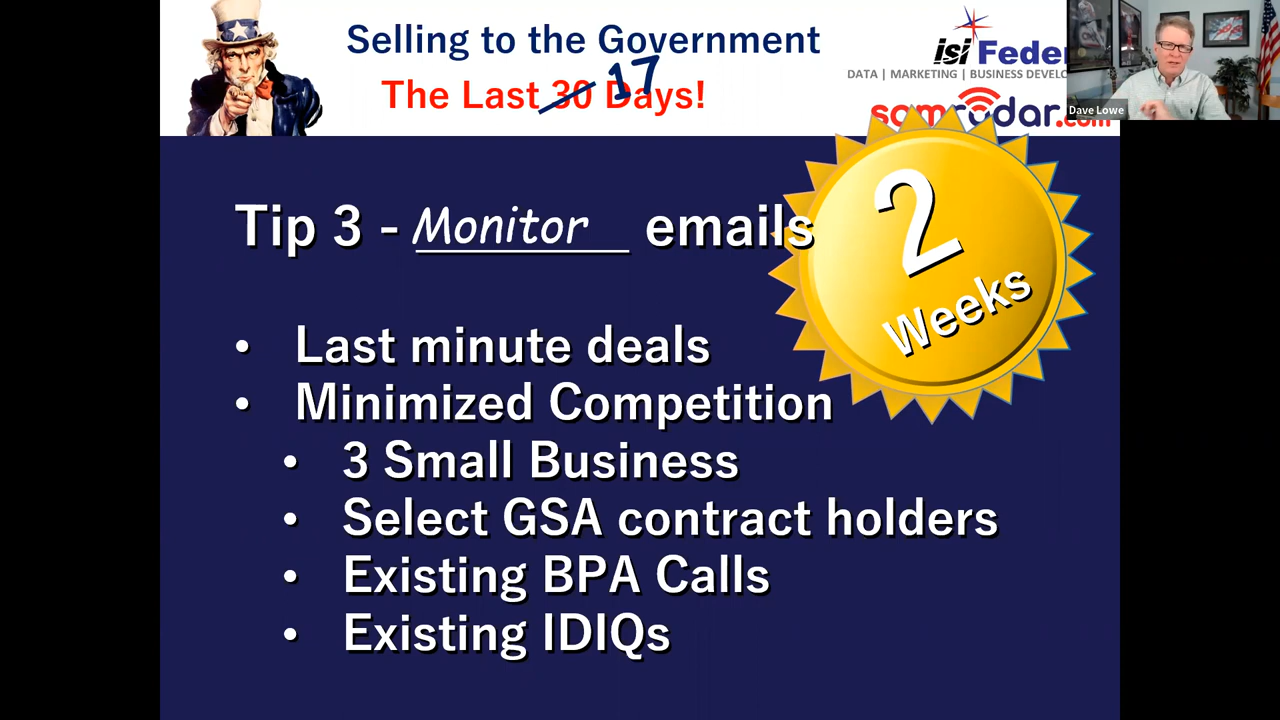 Selling to the Government
The Last 30 Days!
17
isi Feder
DATA | MARKETING | BUSINESS DEVELO
samradar.com
Dave Lowe
Tip 3 - Monitor emails
2
Weeks
• Last minute deals
• Minimized Competition
• 3 Small Business
• Select GSA contract holders
• Existing BPA Calls
• Existing IDIQs